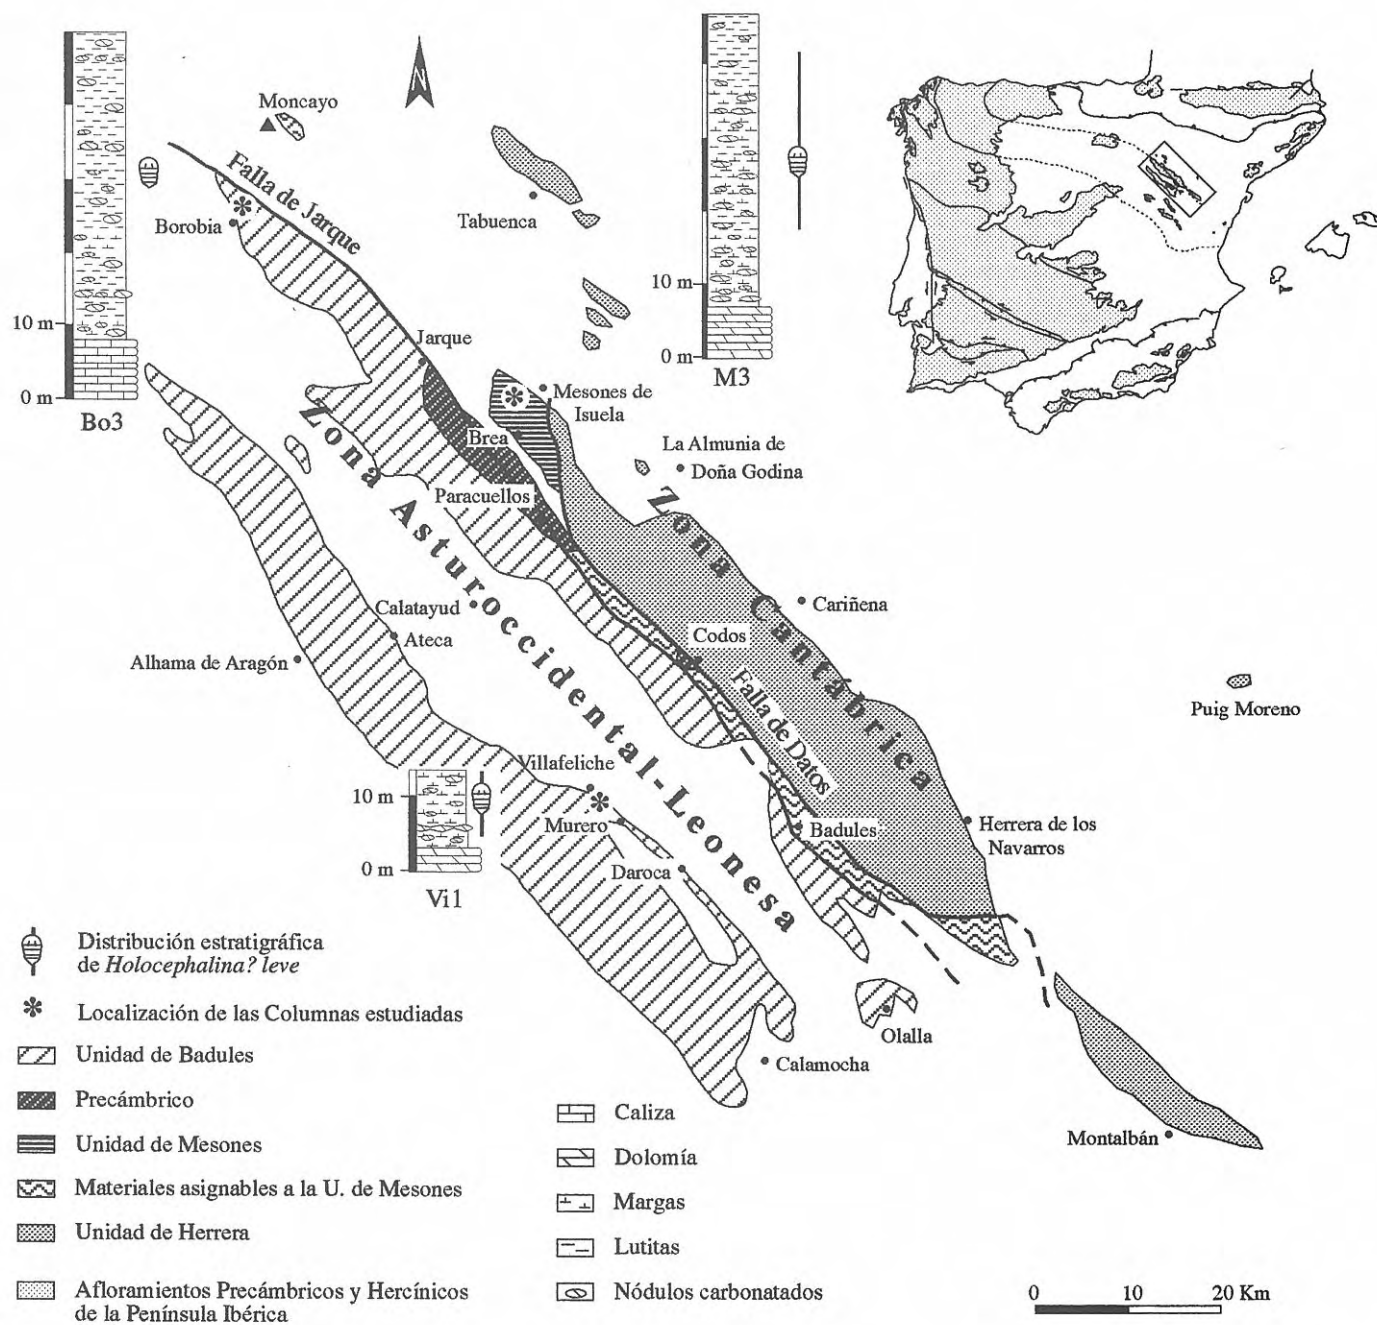 N
Moncayo
Falla de Jarque
Borobia
Tabuenca
10 m
0 m
Bo3
10 m
0 m
M3
Jarque
Mesones de
Isuela
Brea
La Almunia de
Doña Godina
Paracuellos
Zona Asturoccidental-Leonesa
Zona Cantábrica
Cariñena
Calatayud
Ateca
Codos
Alhama de Aragón
Falla de Datos
Puig Moreno
Villafeliche
10 m
Murero
Badules
Herrera de los
Navarros
0 m
Daroca
Vi1
Olalla
Calamocha
Montalbán
Distribución estratigráfica
de Holocephalina? leve
Localización de las Columnas estudiadas
Unidad de Badules
Precámbrico
Unidad de Mesones
Materiales asignables a la U. de Mesones
Unidad de Herrera
Afloramientos Precámbricos y Hercínicos
de la Península Ibérica
Caliza
Dolomía
Margas
Lutitas
Nódulos carbonatados
0 10 20 Km